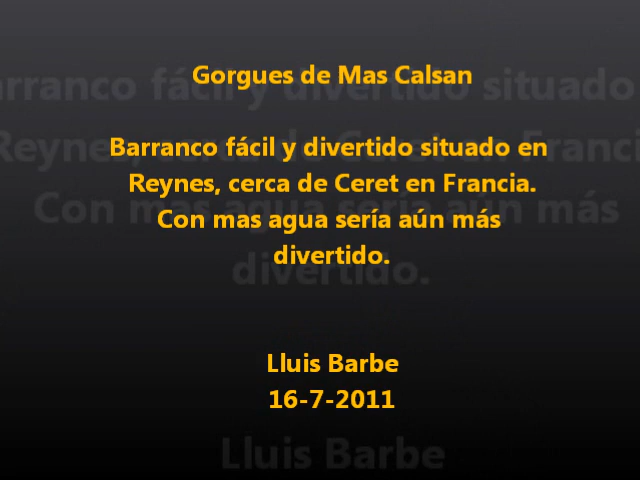 Gorgues de Mas Calsan
Barranco fácil y divertido situado en
Reynes, cerca de Ceret en Francia.
Con mas agua sería aún más
divertido.
Lluis Barbe
16-7-2011